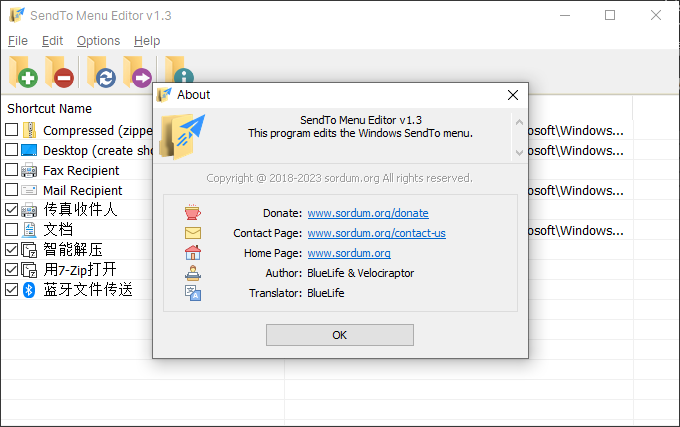 SendTo Menu Editor v1.3
File Edit Options Help
About
Shortcut Name
SendTo Menu Editor v1.3
This program edits the Windows SendTo menu.
Compressed (zippe
osoft\Windows...
Desktop (create sho
osoft\Windows...
Fax Recipient
Mail Recipient
osoft\Windows...
传真收件人
文档
osoft\Windows...
智能解压
用7-Zip打开
蓝牙文件传送
Copyright @ 2018-2023 sordum.org All rights reserved.
Donate: www.sordum.org/donate
Contact Page: www.sordum.org/contact-us
Home Page: www.sordum.org
Author: BlueLife & Velociraptor
Translator: BlueLife
OK